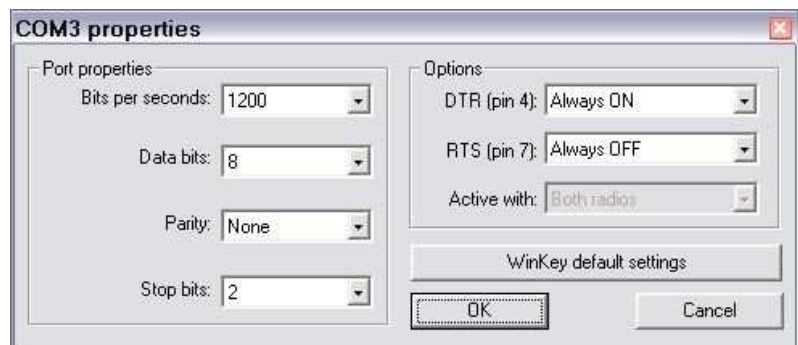 COM3 properties
Port properties
Bits per seconds: 1200
Data bits: 8
Parity: None
Stop bits: 2
Options
DTR (pin 4): Always ON
RTS (pin 7): Always OFF
Active with: Both radios
WinKey default settings
OK
Cancel